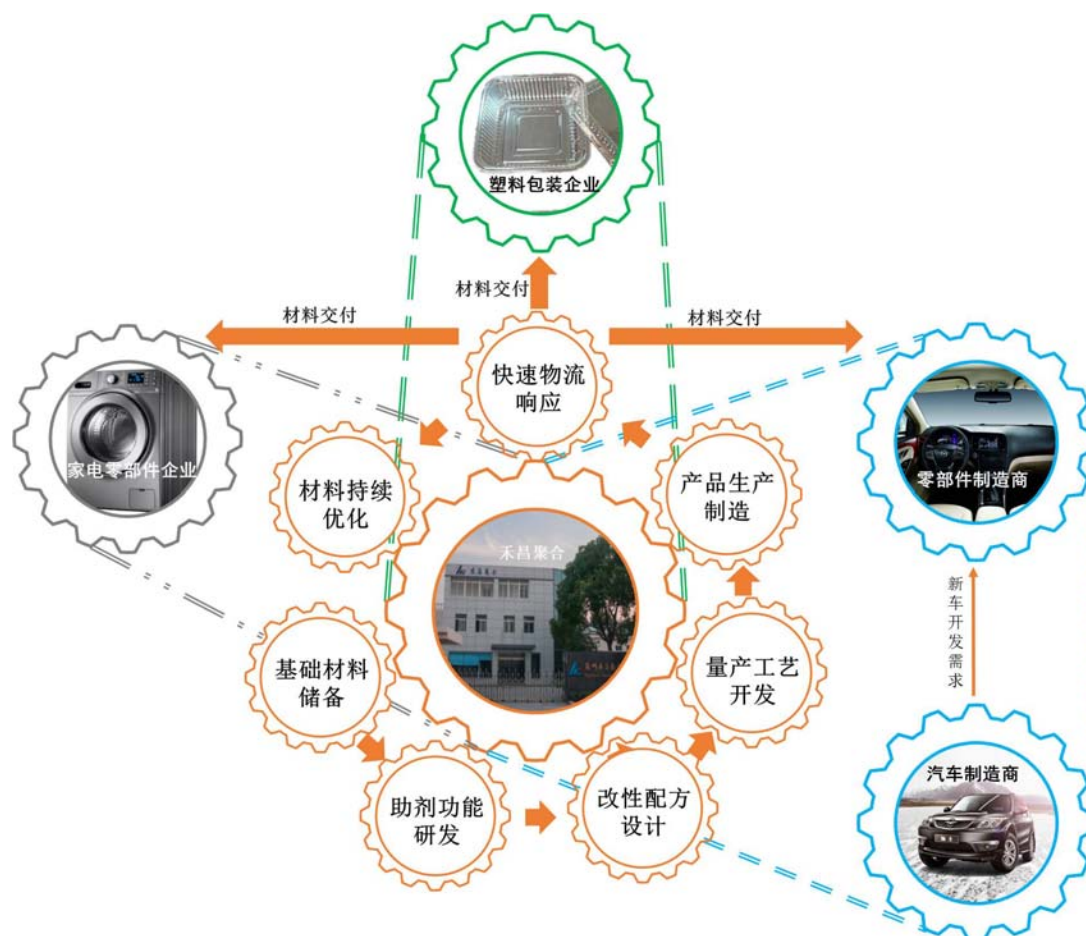 塑料包装企业
材料交付
材料交付
材料交付
快速物流
响应
家电零部件企业
零部件制造商
材料持续
优化
产品生产
制造
禾昌聚合
新车开发需求
基础材料
储备
量产工艺
开发
助剂功能
研发
改性配方
设计
汽车制造商